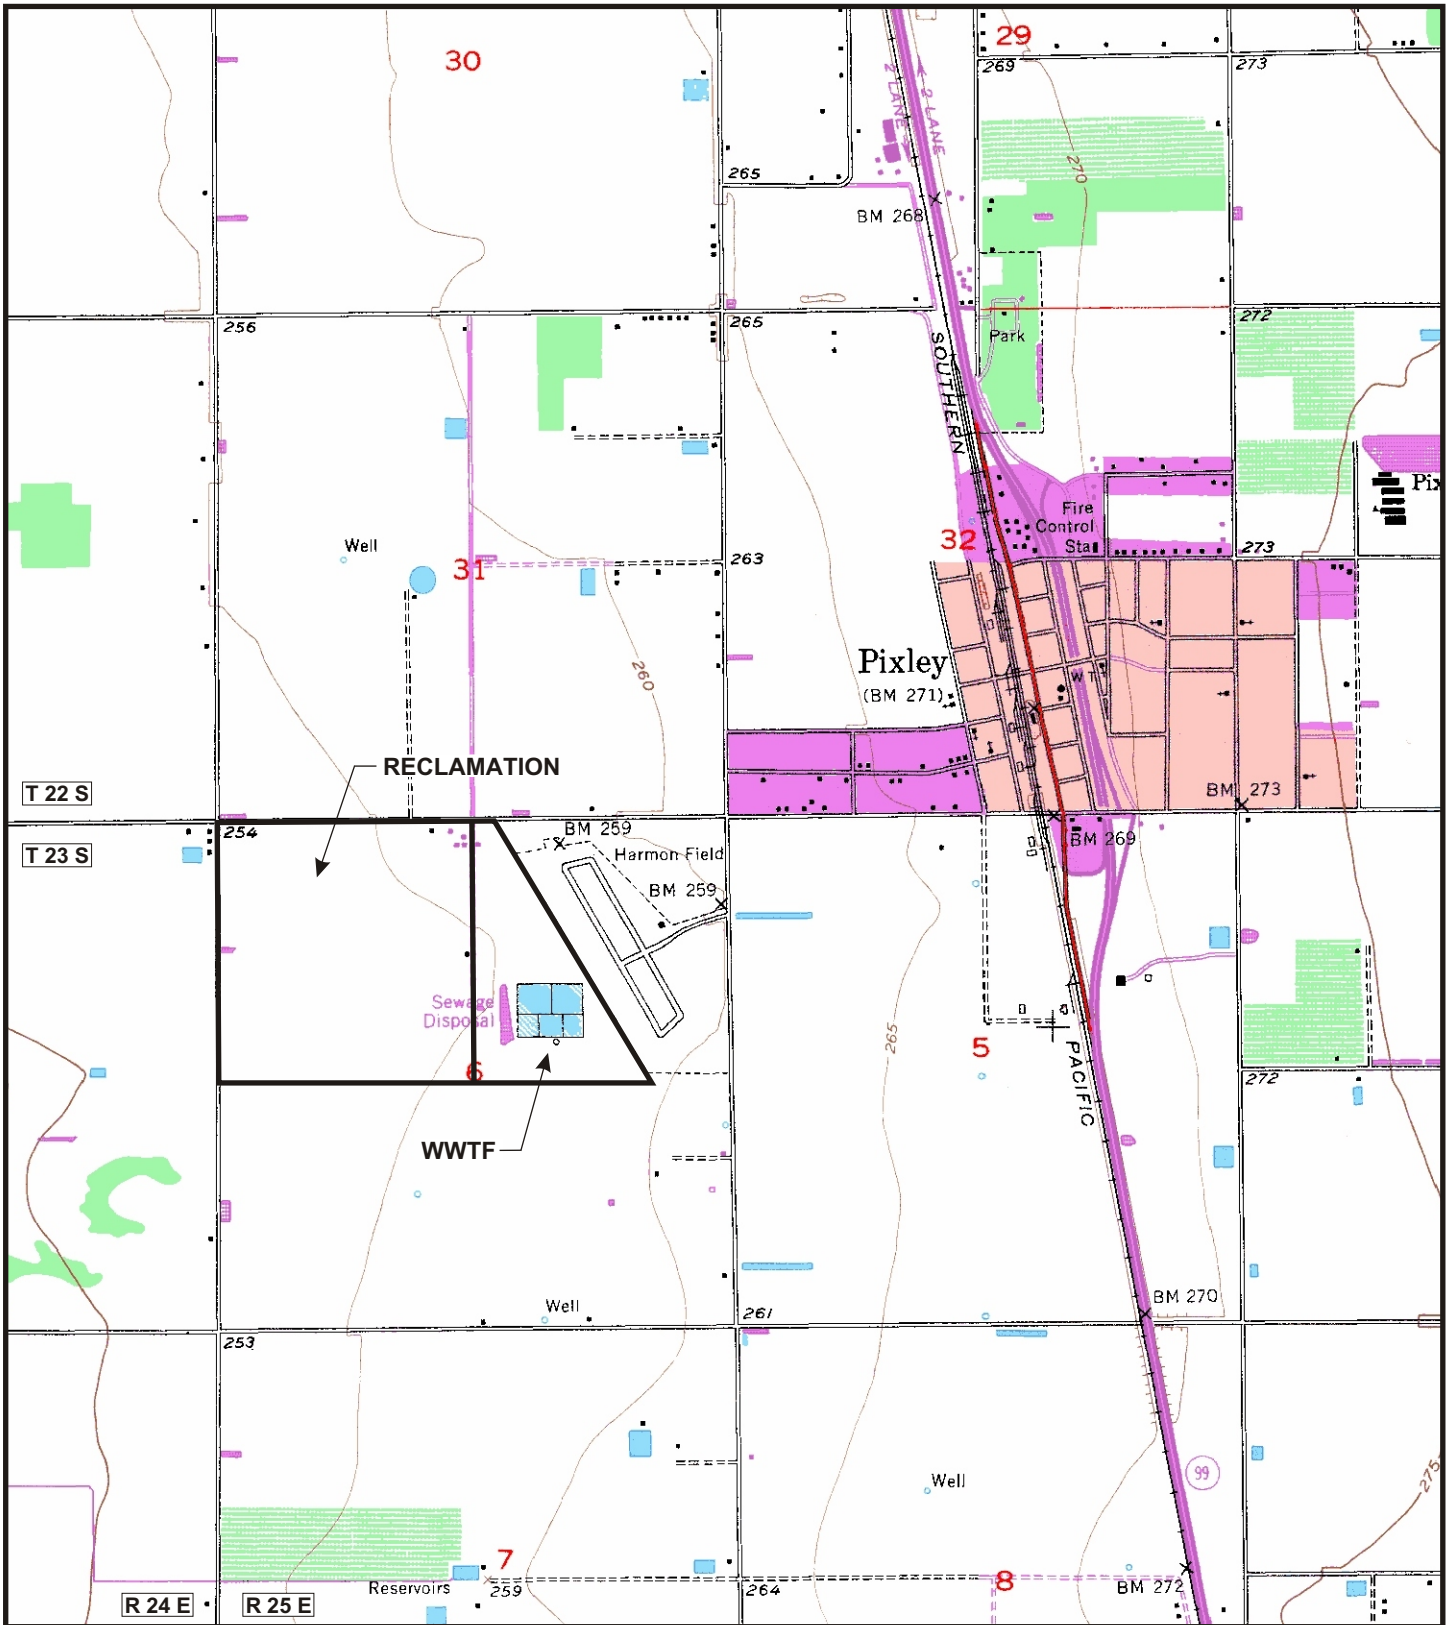 30
29
269
273
2 LANE
2 LANE
270
265
BM 268
256
265
272
Park
SOUTHERN
Pix
Fire
Control
Sta
32
273
Well
31
263
260
Pixley
(BM 271)
W T
RECLAMATION
T 22 S
BM 273
254
BM 259
T 23 S
Harmon Field
BM 269
BM 259
Sewage
Disposal
265
5
PACIFIC
6
272
WWTF
BM 270
Well
261
253
99
275
Well
7
8
Reservoirs
259
264
BM 272
R 24 E
R 25 E